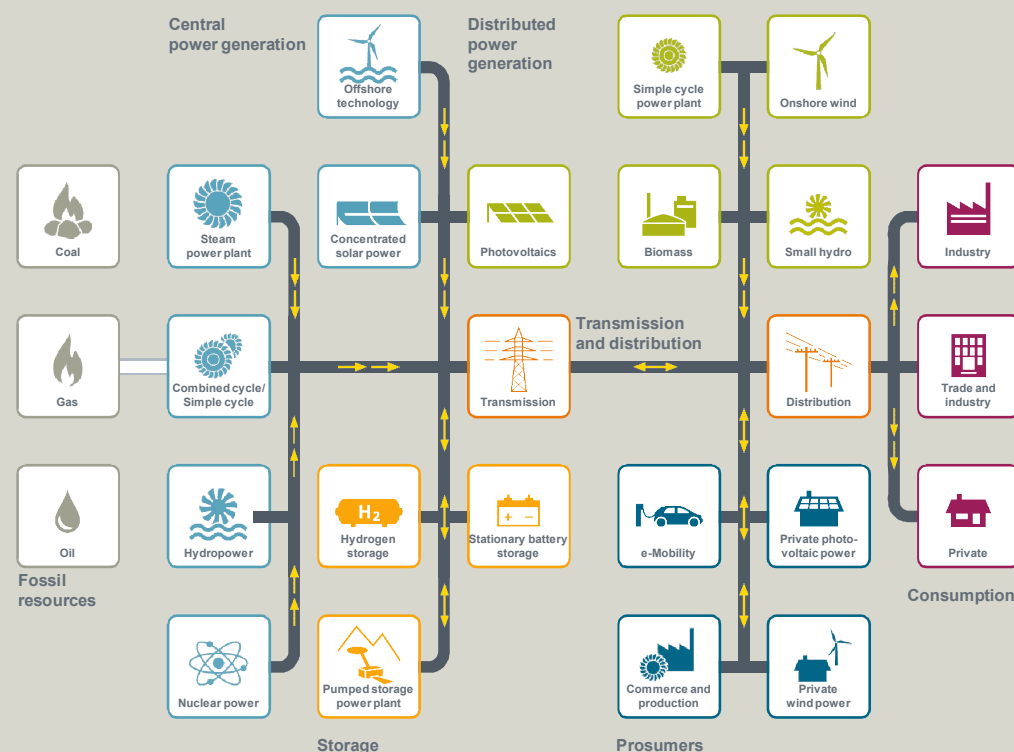 Central
power generation
Offshore
technology
Distributed
power
generation
Simple cycle
power plant
Onshore wind
Coal
Steam
power plant
Concentrated
solar power
Photovoltaics
Biomass
Small hydro
Industry
Gas
Combined cycle/
Simple cycle
Transmission
Transmission
and distribution
Distribution
Trade and
industry
Oil
Fossil
resources
Hydropower
H2
Hydrogen
storage
Stationary battery
storage
e-Mobility
Private photo-
voltaic power
Private
Consumption
Nuclear power
Pumped storage
power plant
Storage
Commerce and
production
Private
wind power
Prosumers